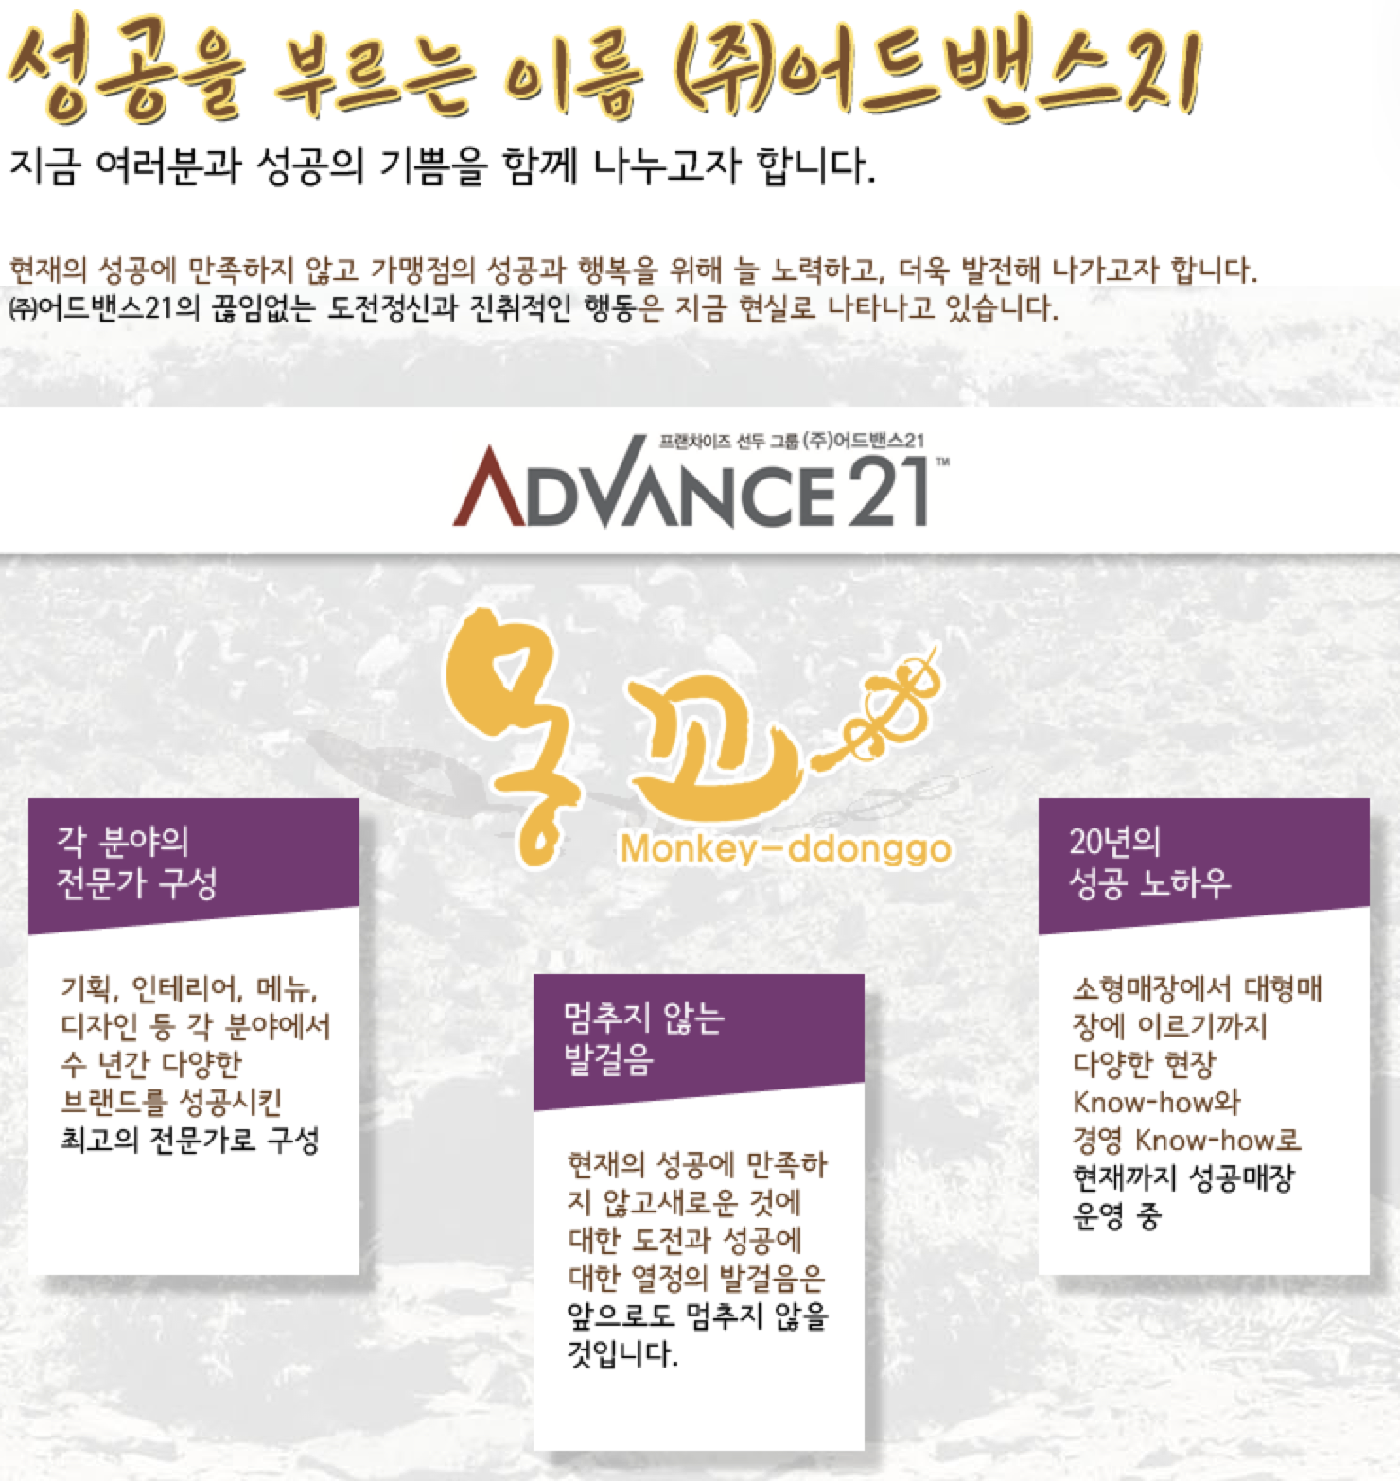 성공을 부르는 이름 (주)어드밴스21
지금 여러분과 성공의 기쁨을 함께 나누고자 합니다.
현재의 성공에 만족하지 않고 가맹점의 성공과 행복을 위해 늘 노력하고, 더욱 발전해 나가고자 합니다.
㈜어드밴스21의 끊임없는 도전정신과 진취적인 행동은 지금 현실로 나타나고 있습니다.
프랜차이즈 선두 그룹 (주)어드밴스21
ADVANCE 21™
몽꼬
Monkey-ddonggo
각 분야의
전문가 구성
기획, 인테리어, 메뉴,
디자인 등 각 분야에서
수 년간 다양한
브랜드를 성공시킨
최고의 전문가로 구성
멈추지 않는
발걸음
현재의 성공에 만족하
지 않고새로운 것에
대한 도전과 성공에
대한 열정의 발걸음은
앞으로도 멈추지 않을
것입니다.
20년의
성공 노하우
소형매장에서 대형매
장에 이르기까지
다양한 현장
Know-how와
경영 Know-how로
현재까지 성공매장
운영 중